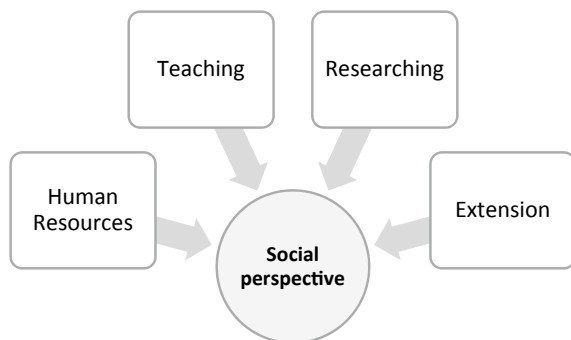 Teaching
Researching
Human
Resources
Extension
Social
perspective